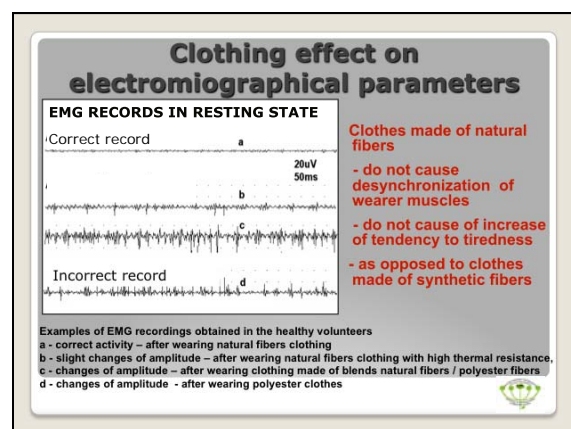 Clothing effect on
electromiographical parameters
EMG RECORDS IN RESTING STATE
Correct record
a
20uV
50ms
b
c
Incorrect record
d
Clothes made of natural
fibers
- do not cause
desynchronization of
wearer muscles
- do not cause of increase
of tendency to tiredness
- as opposed to clothes
made of synthetic fibers
Examples of EMG recordings obtained in the healthy volunteers
a - correct activity – after wearing natural fibers clothing
b - slight changes of amplitude – after wearing natural fibers clothing with high thermal resistance,
c - changes of amplitude – after wearing clothing made of blends natural fibers / polyester fibers
d - changes of amplitude - after wearing polyester clothes